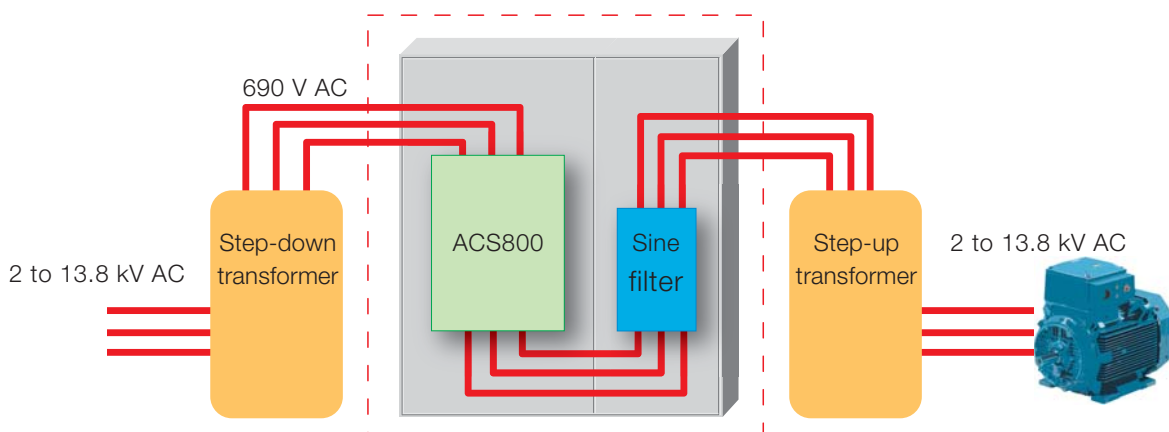 690 V AC
Step-down
transformer
2 to 13.8 kV AC
ACS800
Sine
filter
Step-up
transformer
2 to 13.8 kV AC